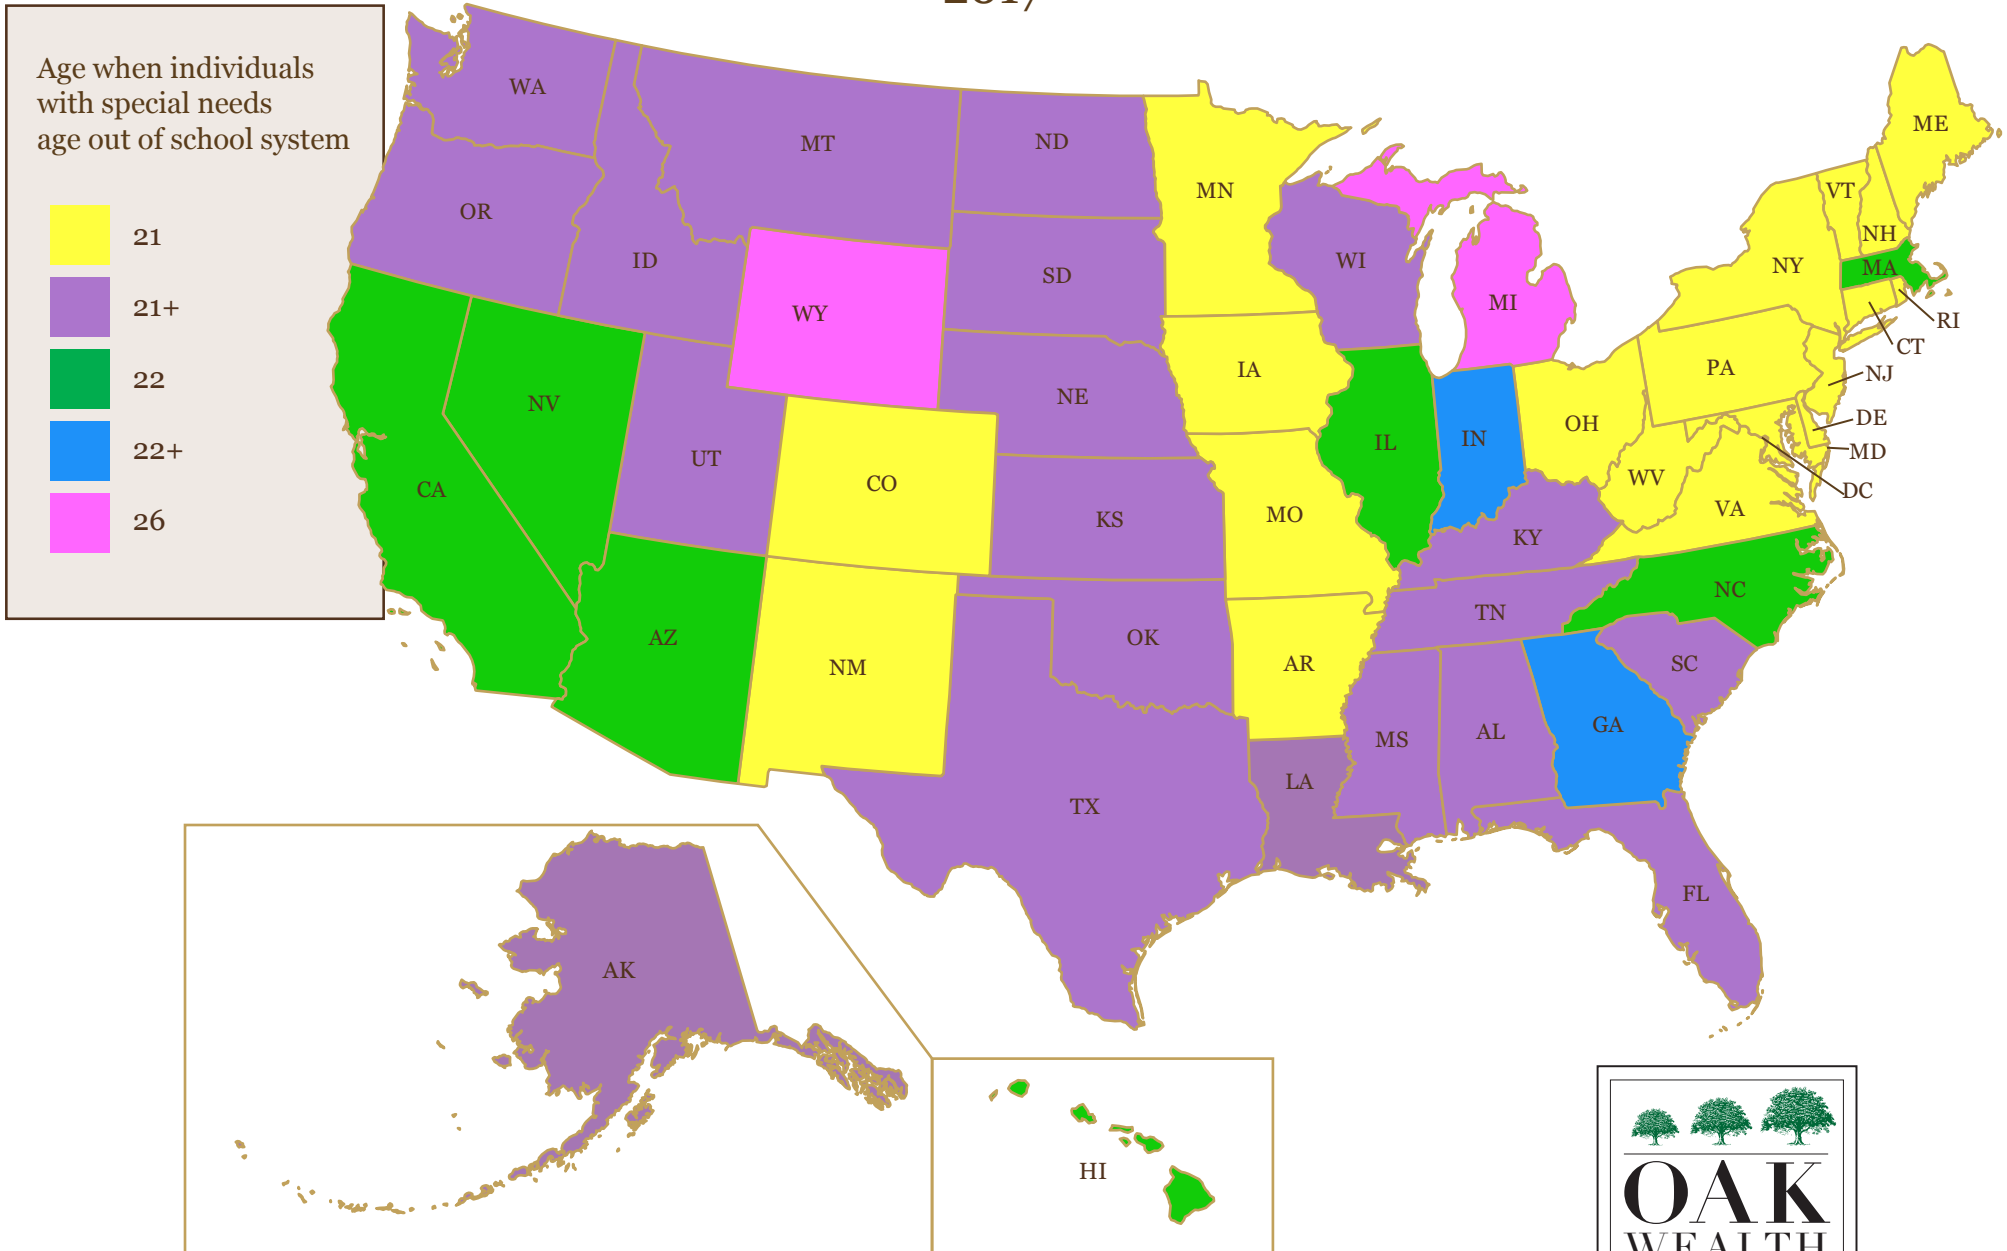 Age when individuals
with special needs
age out of school system
21
21+
22
22+
26
WA
MT
ND
MN
ME
OR
ID
SD
WI
MI
VT
NH
NY
MA
RI
CT
WY
IA
PA
NJ
NV
NE
IL
IN
OH
DE
MD
DC
UT
CO
CA
KS
MO
WV
VA
KY
NC
AZ
NM
OK
AR
TN
SC
MS
AL
GA
LA
TX
FL
AK
HI
OAK
WEALTH